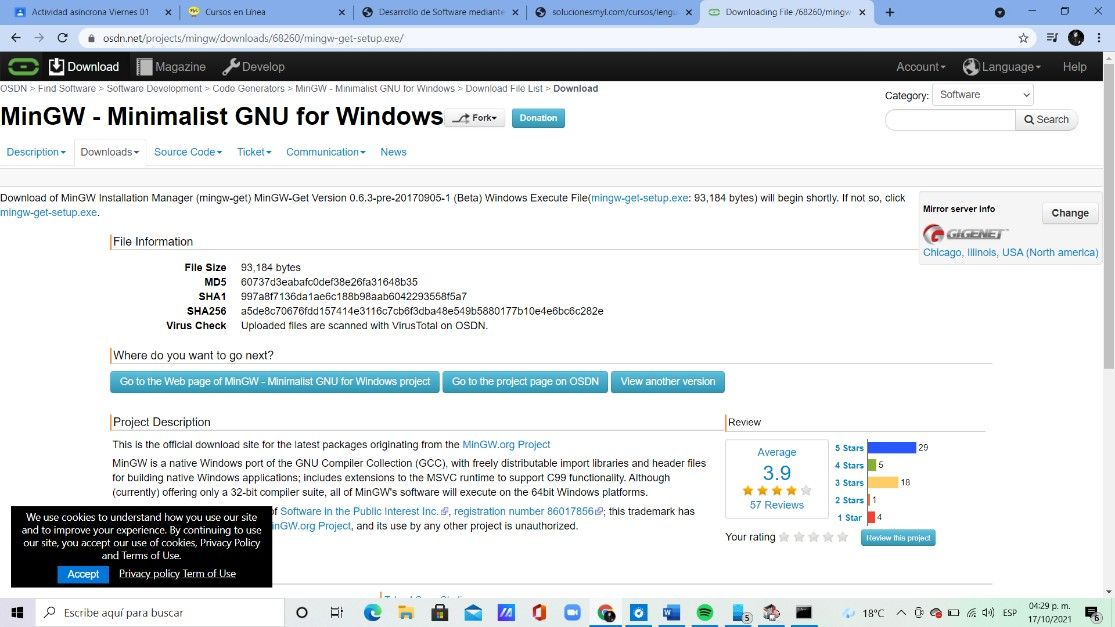 Actividad asíncrona Viernes 01
Cursos en Línea
Desarrollo de Software mediante
solucionesmyl.com/cursos/lengu
Downloading File /68260/mingw
osdn.net/projects/mingw/downloads/68260/mingw-get-setup.exe/
Download Magazine Develop Account Language Help
OSDN > Find Software > Software Development > Code Generators > MinGW - Minimalist GNU for Windows > Download File List > Download
Category: Software
MinGW - Minimalist GNU for Windows Fork Donation
Search
Description Downloads Source Code Ticket Communication News
Download of MinGW Installation Manager (mingw-get) MinGW-Get Version 0.6.3-pre-20170905-1 (Beta) Windows Execute File(mingw-get-setup.exe: 93,184 bytes) will begin shortly. If not so, click
mingw-get-setup.exe.
Mirror server info
Change
GIGENET
Chicago, Illinois, USA (North america)
File Information
File Size 93,184 bytes
MD5 60737d3eabafc0def38e26fa31648b35
SHA1 997a8f7136da1ae6c188b98aab6042293558f5a7
SHA256 a5de8c70676fdd157414e3116c7cb6f3dba48e549b5880177b10e4e6bc6c282e
Virus Check Uploaded files are scanned with VirusTotal on OSDN.
Where do you want to go next?
Go to the Web page of MinGW - Minimalist GNU for Windows project Go to the project page on OSDN View another version
Project Description
This is the official download site for the latest packages originating from the MinGW.org Project
MinGW is a native Windows port of the GNU Compiler Collection (GCC), with freely distributable import libraries and header files
for building native Windows applications; includes extensions to the MSVC runtime to support C99 functionality. Although
(currently) offering only a 32-bit compiler suite, all of MinGW's software will execute on the 64bit Windows platforms.
of Software in the Public Interest Inc. , registration number 86017856 ; this trademark has
inGW.org Project, and its use by any other project is unauthorized.
Review
Average
3.9
57 Reviews
5 Stars 29
4 Stars 5
3 Stars 18
2 Stars 1
1 Star 4
Your rating Review this project
We use cookies to understand how you use our site
and to improve your experience. By continuing to use
our site, you accept our use of cookies, Privacy Policy
and Terms of Use.
Accept Privacy policy Term of Use
Escribe aquí para buscar
5
18°C
ESP
04:29 p. m.
17/10/2021
6